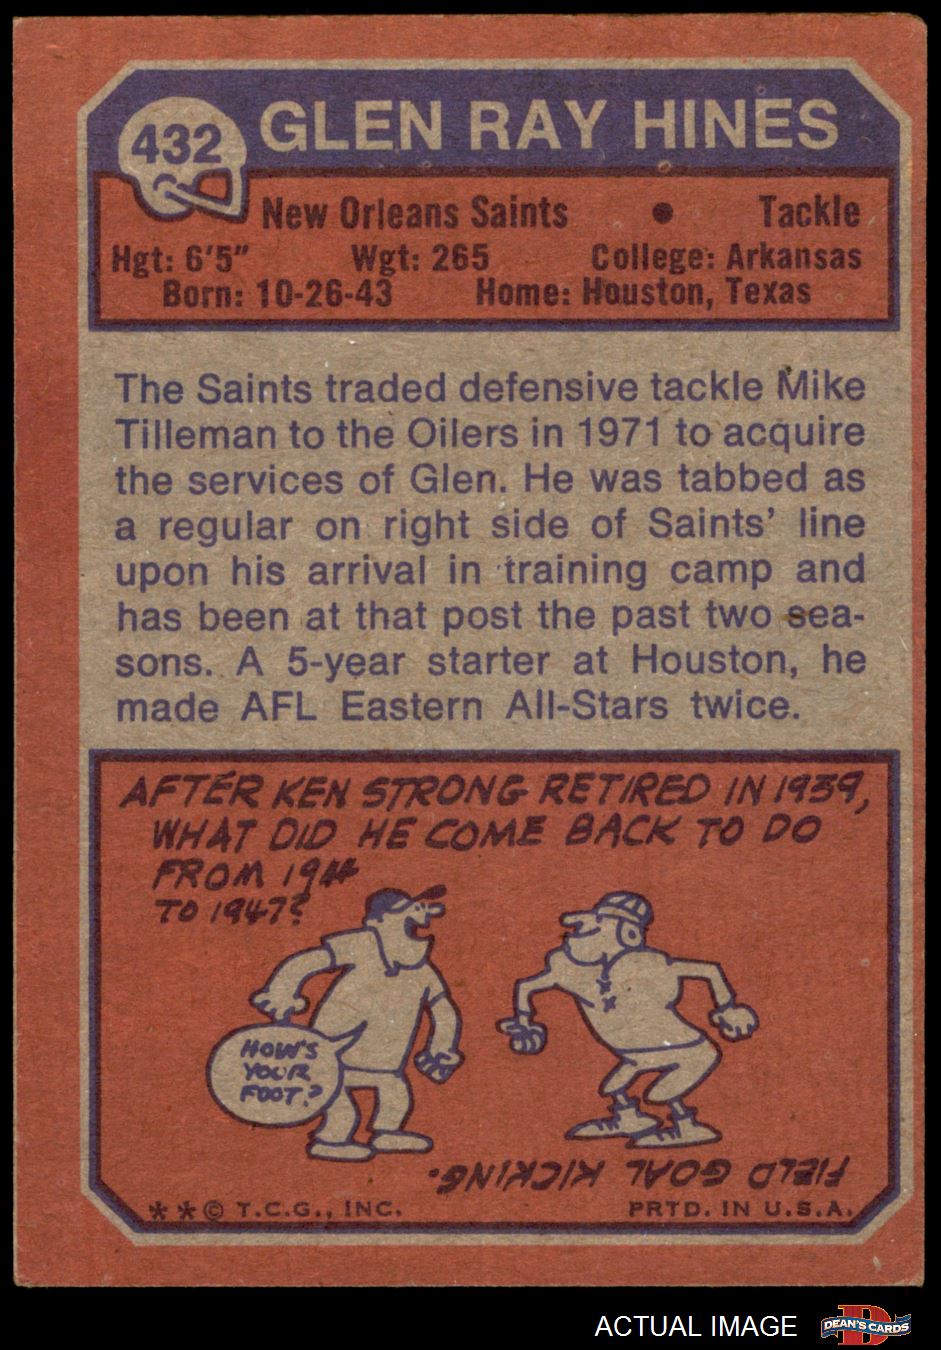 432
GLEN RAY HINES
New Orleans Saints • Tackle
Hgt: 6'5" Wgt: 265 College: Arkansas
Born: 10-26-43 Home: Houston, Texas
The Saints traded defensive tackle Mike
Tilleman to the Oilers in 1971 to acquire
the services of Glen. He was tabbed as
a regular on right side of Saints' line
upon his arrival in training camp and
has been at that post the past two sea-
sons. A 5-year starter at Houston, he
made AFL Eastern All-Stars twice.
AFTER KEN STRONG RETIRED IN 1939,
WHAT DID HE COME BACK TO DO
FROM 1944
TO 1947?
HOW'S
YOUR
FOOT?
FIELD GOAL KICKING.
**© T.C.G., INC. PRTD. IN U.S.A.
ACTUAL IMAGE
D
DEAN'S CARDS